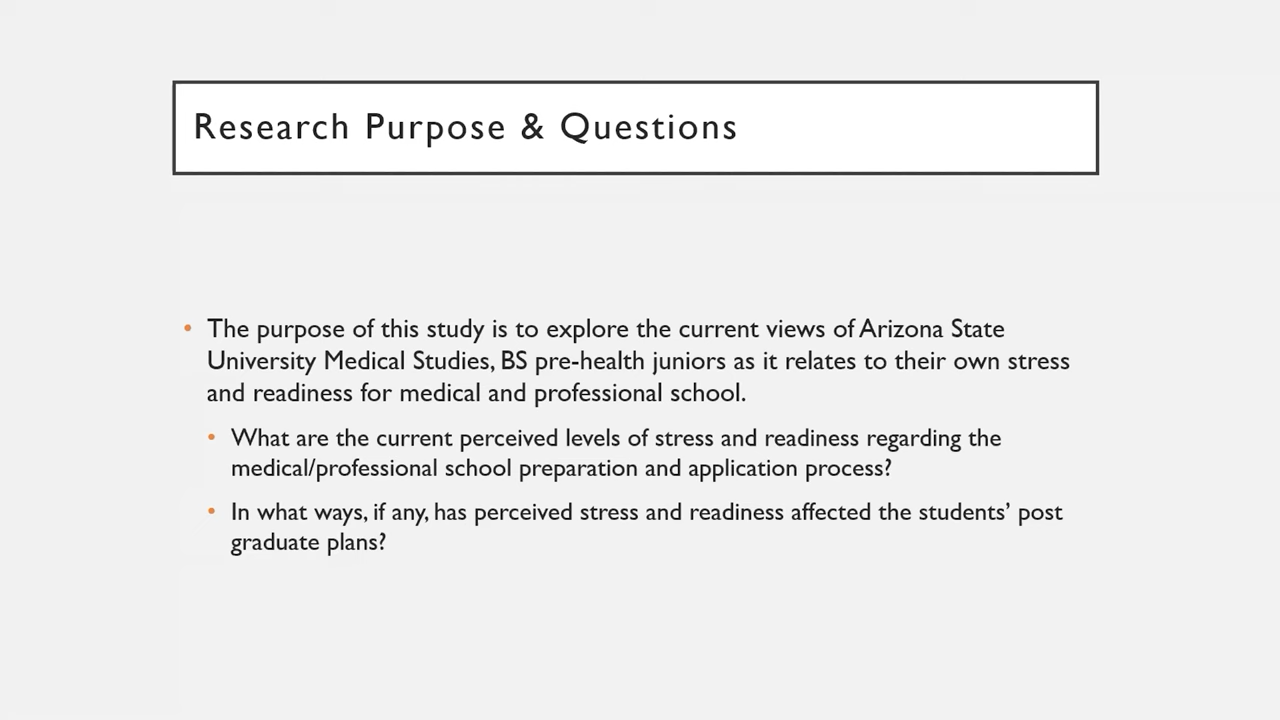 Research Purpose & Questions
• The purpose of this study is to explore the current views of Arizona State
University Medical Studies, BS pre-health juniors as it relates to their own stress
and readiness for medical and professional school.
• What are the current perceived levels of stress and readiness regarding the
medical/professional school preparation and application process?
• In what ways, if any, has perceived stress and readiness affected the students’ post
graduate plans?